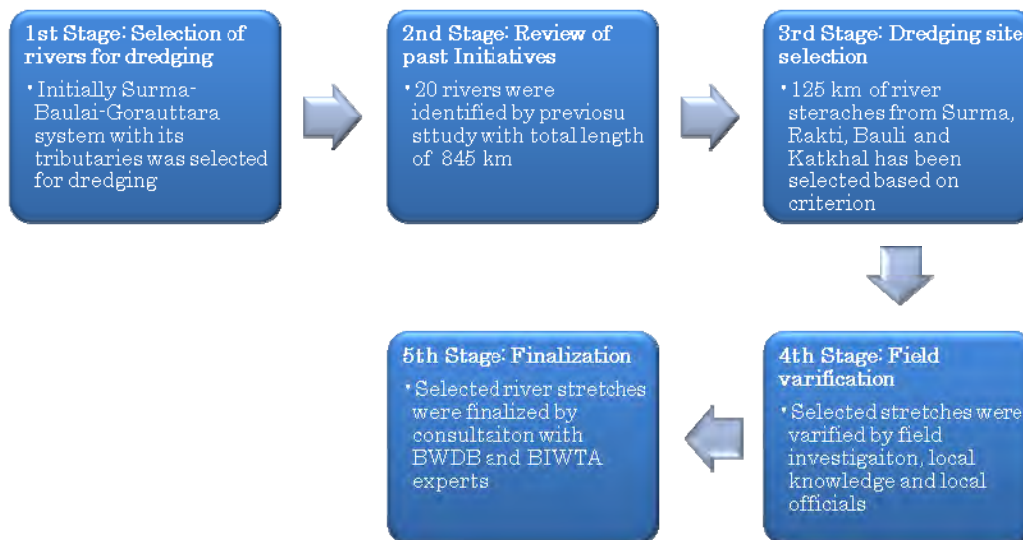 1st Stage: Selection of
rivers for dredging
• Initially Surma-
Baulai-Gorauttara
system with its
tributaries was selected
for dredging
2nd Stage: Review of
past Initiatives
• 20 rivers were
identified by previosu
sttudy with total length
of 845 km
3rd Stage: Dredging site
selection
• 125 km of river
steraches from Surma,
Rakti, Bauli and
Katkhal has been
selected based on
criterion
4th Stage: Field
varification
• Selected stretches were
varified by field
investigaiton, local
knowledge and local
officials
5th Stage: Finalization
• Selected river stretches
were finalized by
consultaiton with
BWDB and BIWTA
experts